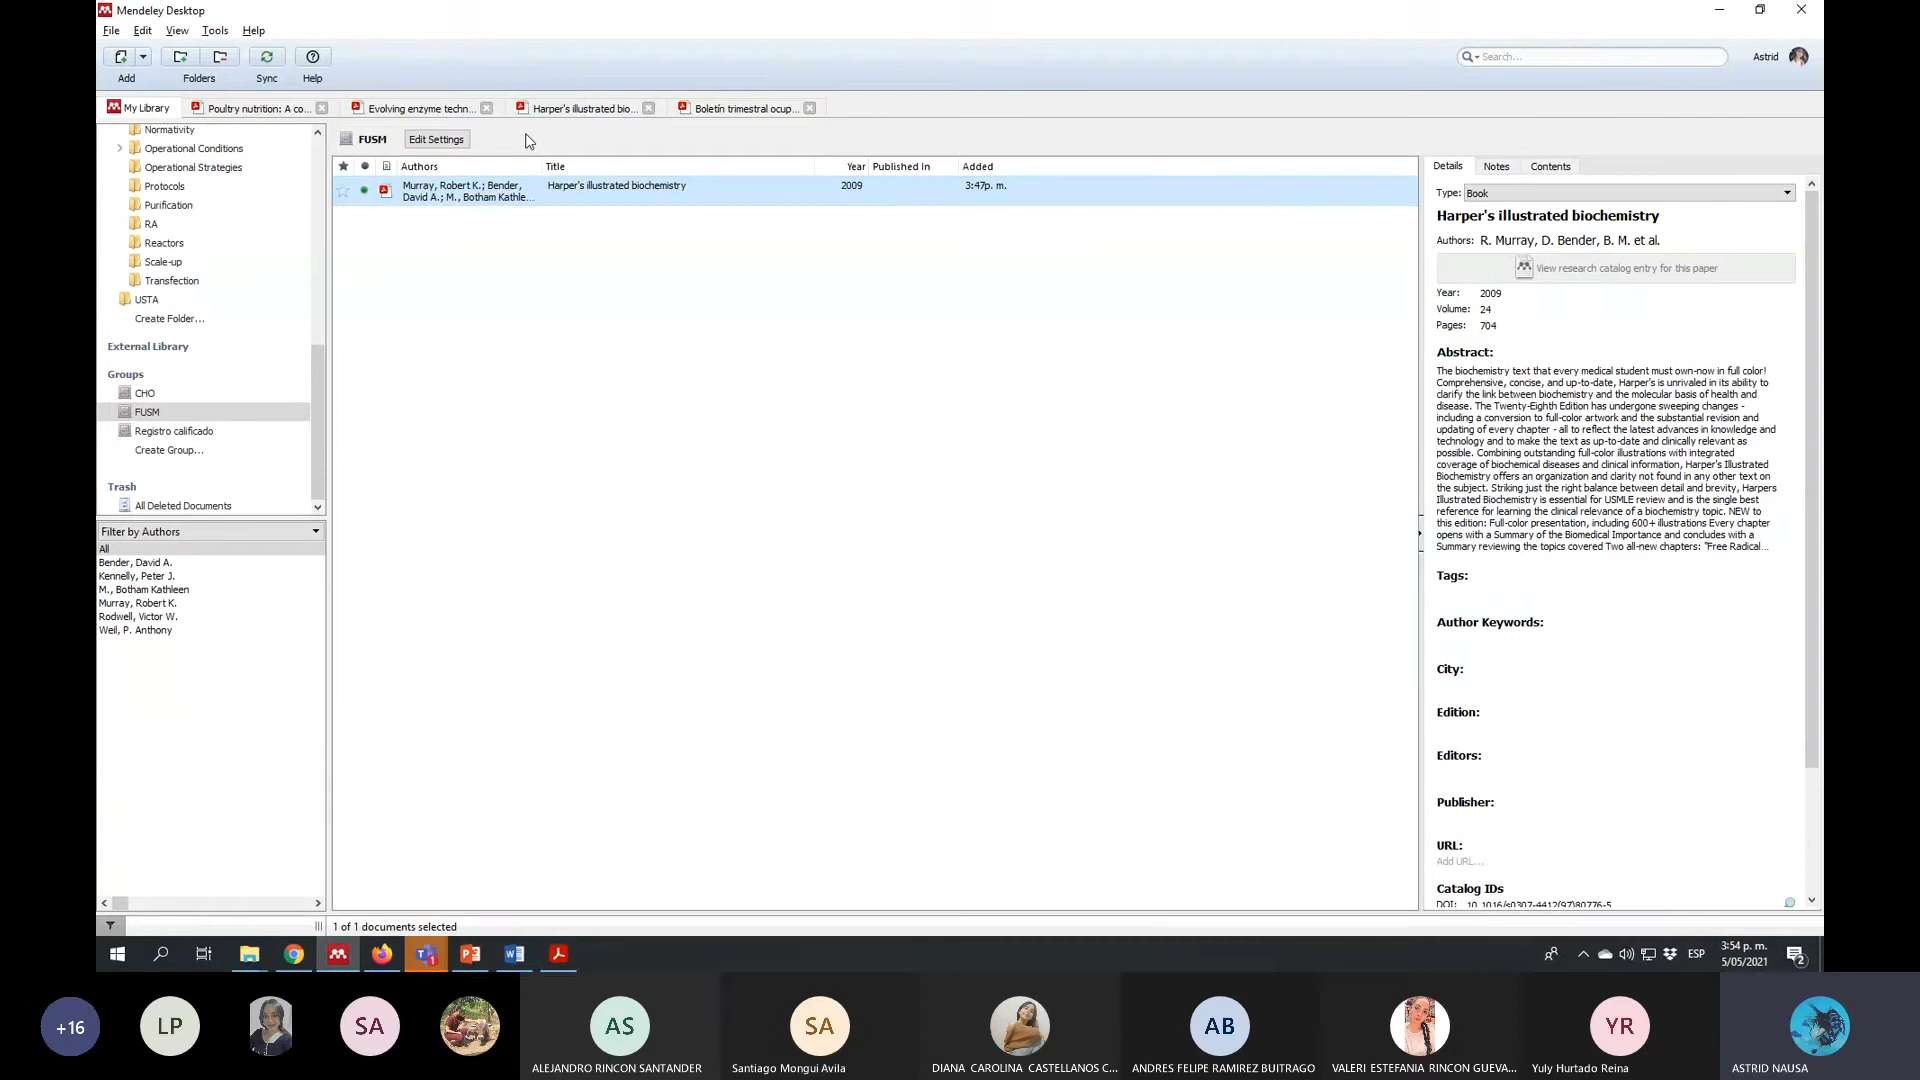 Mendeley Desktop
File Edit View Tools Help
Add Folders Sync Help
Search...
Astrid
My Library
Poultry nutrition: A co...
Evolving enzyme techn...
Harper's illustrated bio...
Boletín trimestral ocup...
Normativity
Operational Conditions
Operational Strategies
Protocols
Purification
RA
Reactors
Scale-up
Transfection
USTA
Create Folder...
External Library
Groups
CHO
FUSM
Registro calificado
Create Group...
Trash
All Deleted Documents
Filter by Authors
All
Bender, David A.
Kennelly, Peter J.
M., Botham Kathleen
Murray, Robert K.
Rodwell, Victor W.
Weil, P. Anthony
FUSM Edit Settings
Authors Title Year Published In Added
Murray, Robert K.; Bender, Harper's illustrated biochemistry 2009 3:47p. m.
David A.; M., Botham Kathle...
1 of 1 documents selected
Details Notes Contents
Type: Book
Harper's illustrated biochemistry
Authors: R. Murray, D. Bender, B. M. et al.
View research catalog entry for this paper
Year: 2009
Volume: 24
Pages: 704
Abstract:
The biochemistry text that every medical student must own-now in full color!
Comprehensive, concise, and up-to-date, Harper's is unrivaled in its ability to
clarify the link between biochemistry and the molecular basis of health and
disease. The Twenty-Eighth Edition has undergone sweeping changes -
including a conversion to full-color artwork and the substantial revision and
updating of every chapter - all to reflect the latest advances in knowledge and
technology and to make the text as up-to-date and clinically relevant as
possible. Combining outstanding full-color illustrations with integrated
coverage of biochemical diseases and clinical information, Harper's Illustrated
Biochemistry offers an organization and clarity not found in any other text on
the subject. Striking just the right balance between detail and brevity, Harpers
Illustrated Biochemistry is essential for USMLE review and is the single best
reference for learning the clinical relevance of a biochemistry topic. NEW to
this edition: Full-color presentation, including 600+ illustrations Every chapter
opens with a Summary of the Biomedical Importance and concludes with a
Summary reviewing the topics covered Two all-new chapters: "Free Radical...
Tags:
Author Keywords:
City:
Edition:
Editors:
Publisher:
URL:
Add URL...
Catalog IDs
DOI: 10.1016/s0307-4412(97)80776-5
ESP
3:54 p. m.
5/05/2021
2
+16
LP
SA
AS
ALEJANDRO RINCON SANTANDER
SA
Santiago Mongui Avila
DIANA CAROLINA CASTELLANOS C...
AB
ANDRES FELIPE RAMIREZ BUITRAGO
VALERI ESTEFANIA RINCON GUEVA...
YR
Yuly Hurtado Reina
ASTRID NAUSA